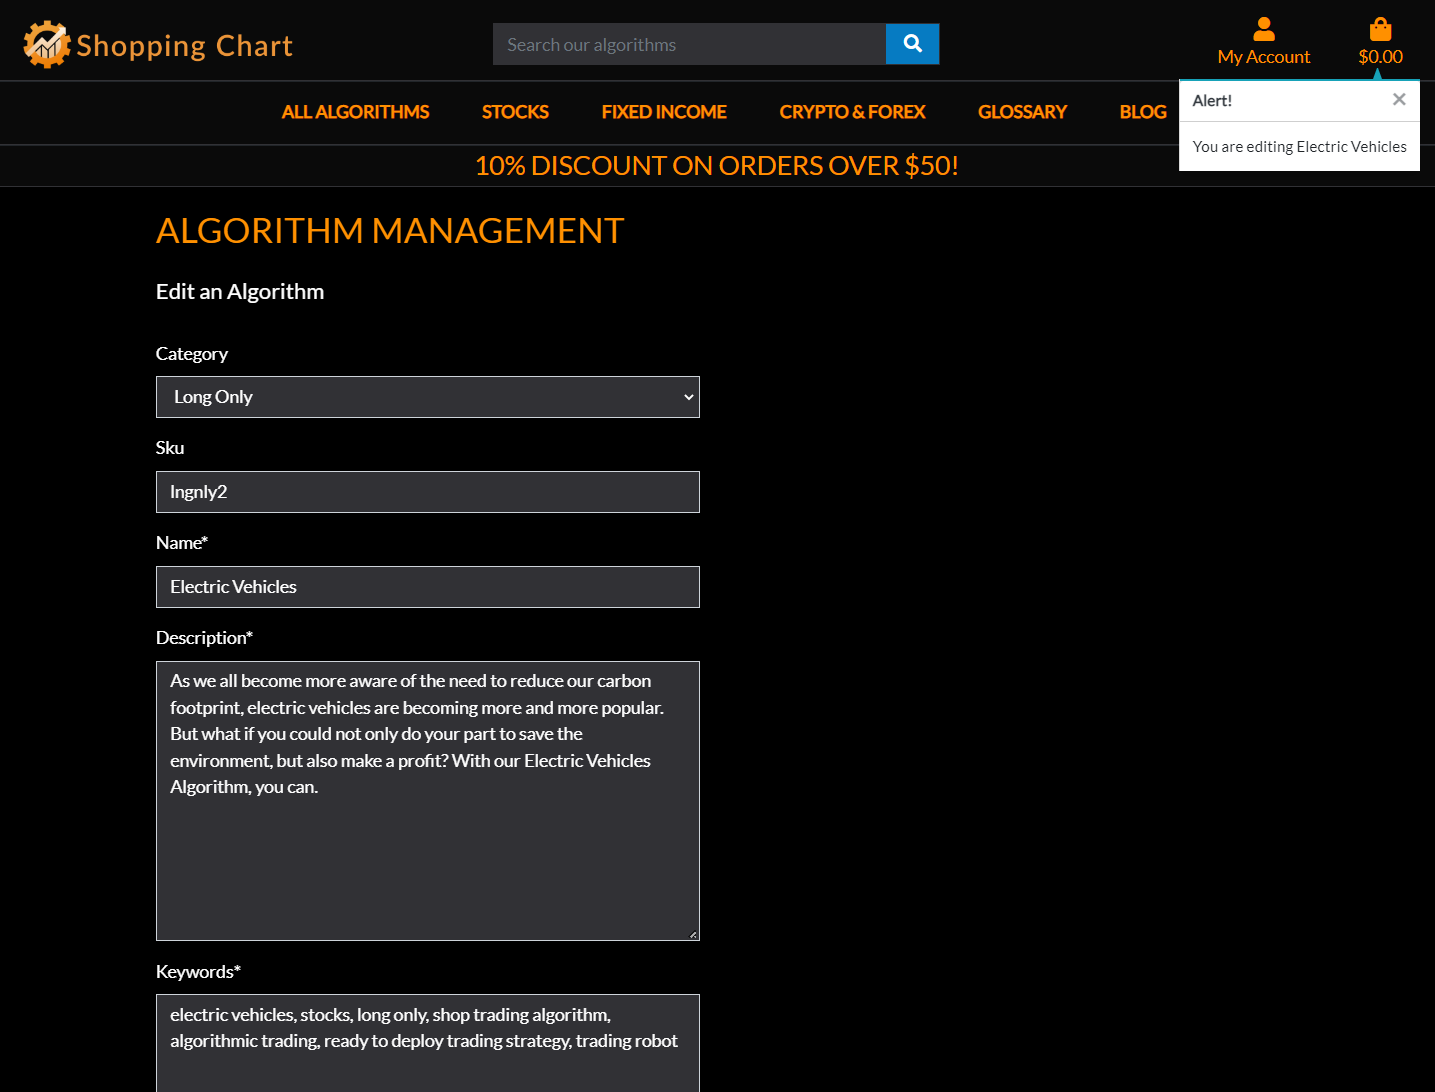 Shopping Chart
Search our algorithms
My Account
$0.00
ALL ALGORITHMS
STOCKS
FIXED INCOME
CRYPTO & FOREX
GLOSSARY
BLOG
Alert!
×
You are editing Electric Vehicles
10% DISCOUNT ON ORDERS OVER $50!
ALGORITHM MANAGEMENT
Edit an Algorithm
Category
Long Only
Sku
lngnly2
Name*
Electric Vehicles
Description*
As we all become more aware of the need to reduce our carbon
footprint, electric vehicles are becoming more and more popular.
But what if you could not only do your part to save the
environment, but also make a profit? With our Electric Vehicles
Algorithm, you can.
Keywords*
electric vehicles, stocks, long only, shop trading algorithm,
algorithmic trading, ready to deploy trading strategy, trading robot